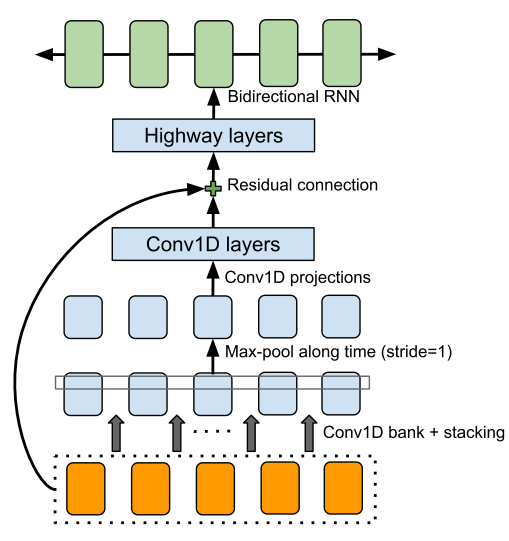 Bidirectional RNN
Highway layers
Residual connection
Conv1D layers
Conv1D projections
Max-pool along time (stride=1)
Conv1D bank + stacking